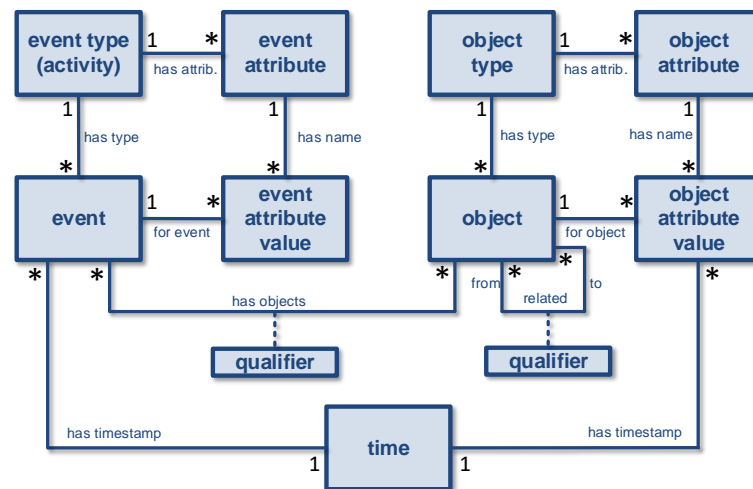 event type
(activity)
1
*
has attrib.
event
attribute
object
type
1
*
has attrib.
object
attribute
1
has type
*
1
has name
*
1
has type
*
1
has name
*
event
1
*
for event
event
attribute
value
object
1
*
for object
object
attribute
value
*
*
has objects
*
from
*
related
*
to
*
qualifier
qualifier
has timestamp
1
time
1
has timestamp